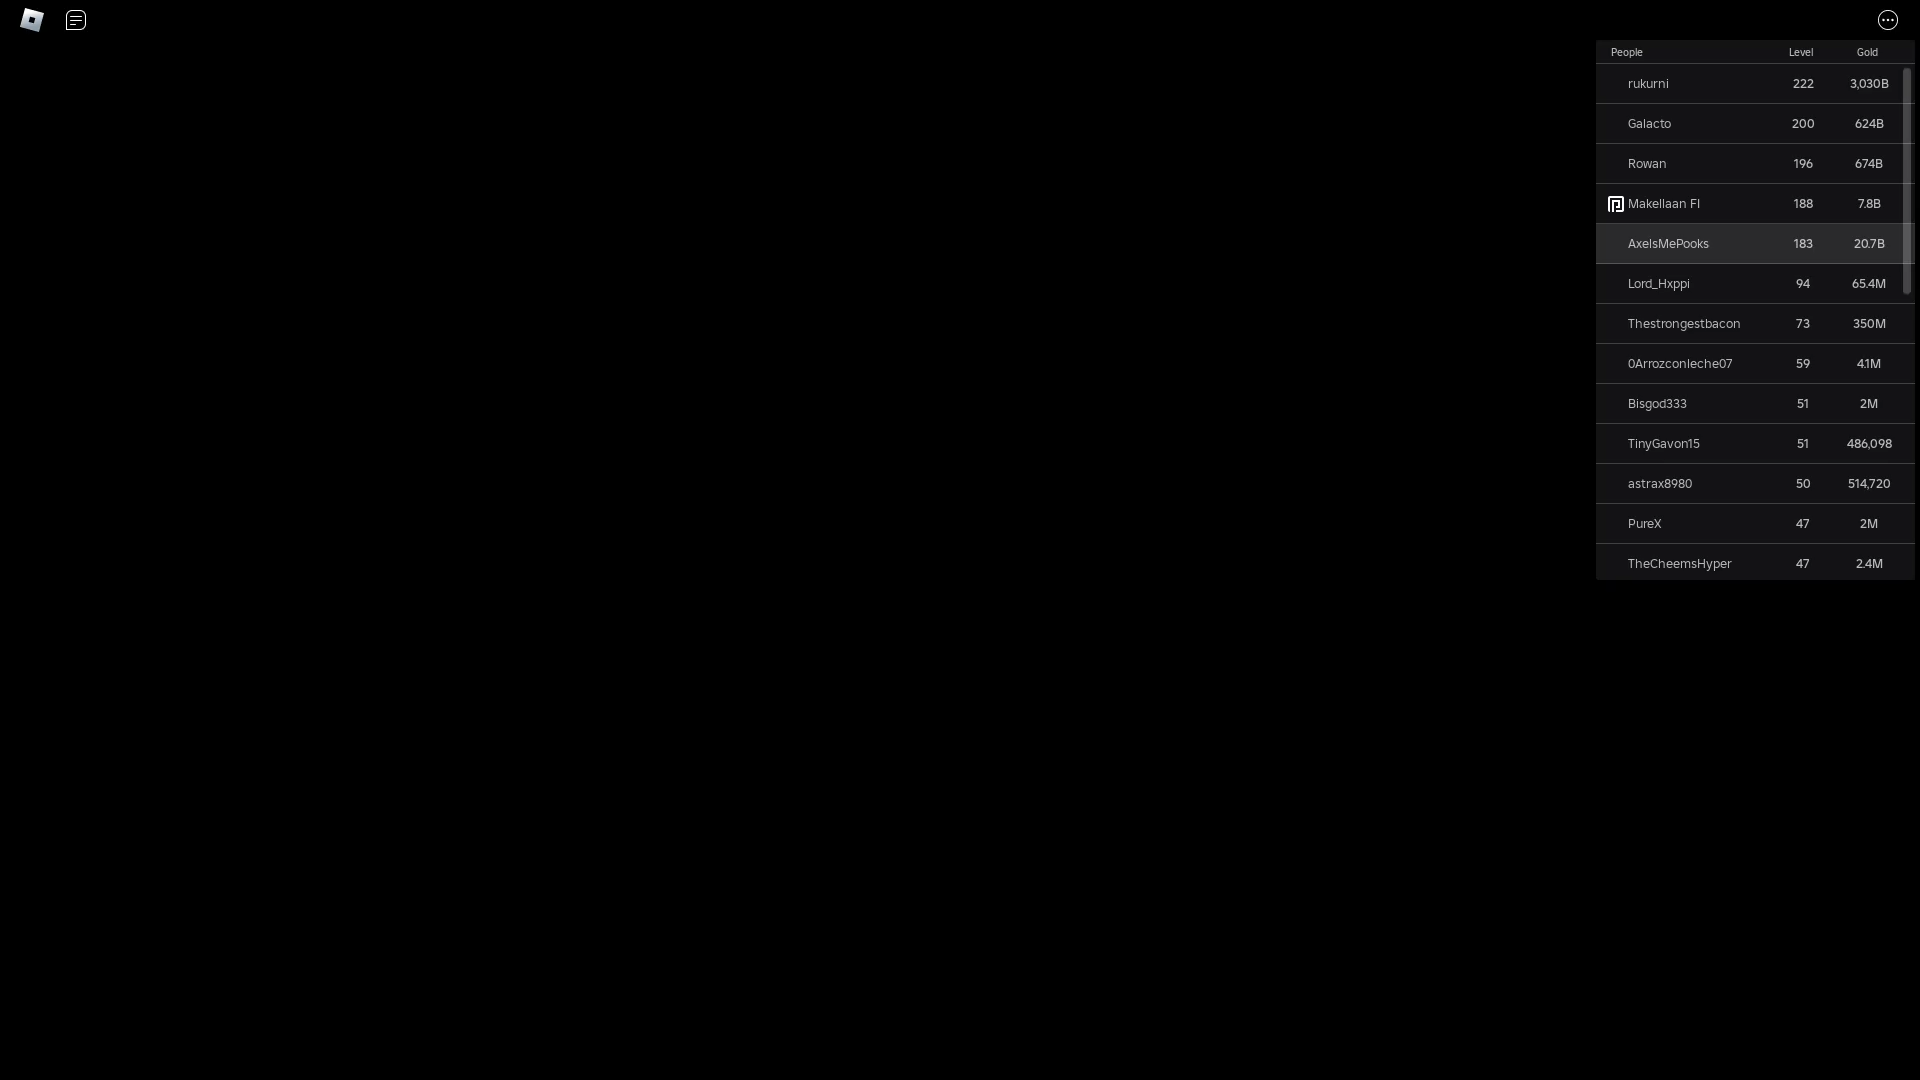 People Level Gold
rukurni 222 3,030B
Galacto 200 624B
Rowan 196 674B
Makellaan FI 188 7.8B
AxelsMePooks 183 20.7B
Lord_Hxppi 94 65.4M
Thestrongestbacon 73 350M
0Arrozconleche07 59 4.1M
Bisgod333 51 2M
TinyGavon15 51 486,098
astrax8980 50 514,720
PureX 47 2M
TheCheemsHyper 47 2.4M